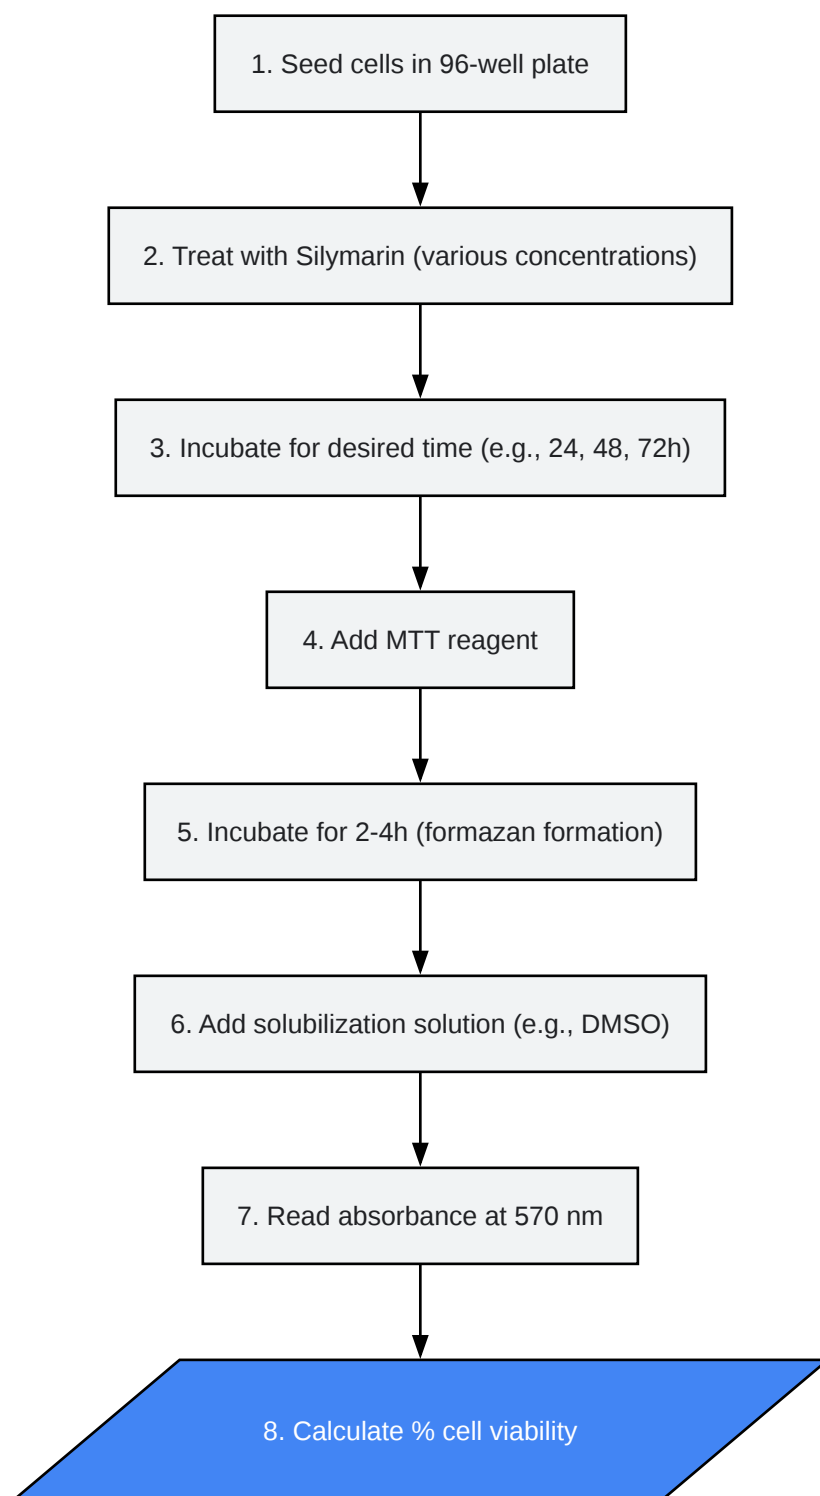 1. Seed cells in 96-well plate
2. Treat with Silymarin (various concentrations)
3. Incubate for desired time (e.g., 24, 48, 72h)
4. Add MTT reagent
5. Incubate for 2-4h (formazan formation)
6. Add solubilization solution (e.g., DMSO)
7. Read absorbance at 570 nm
8. Calculate % cell viability